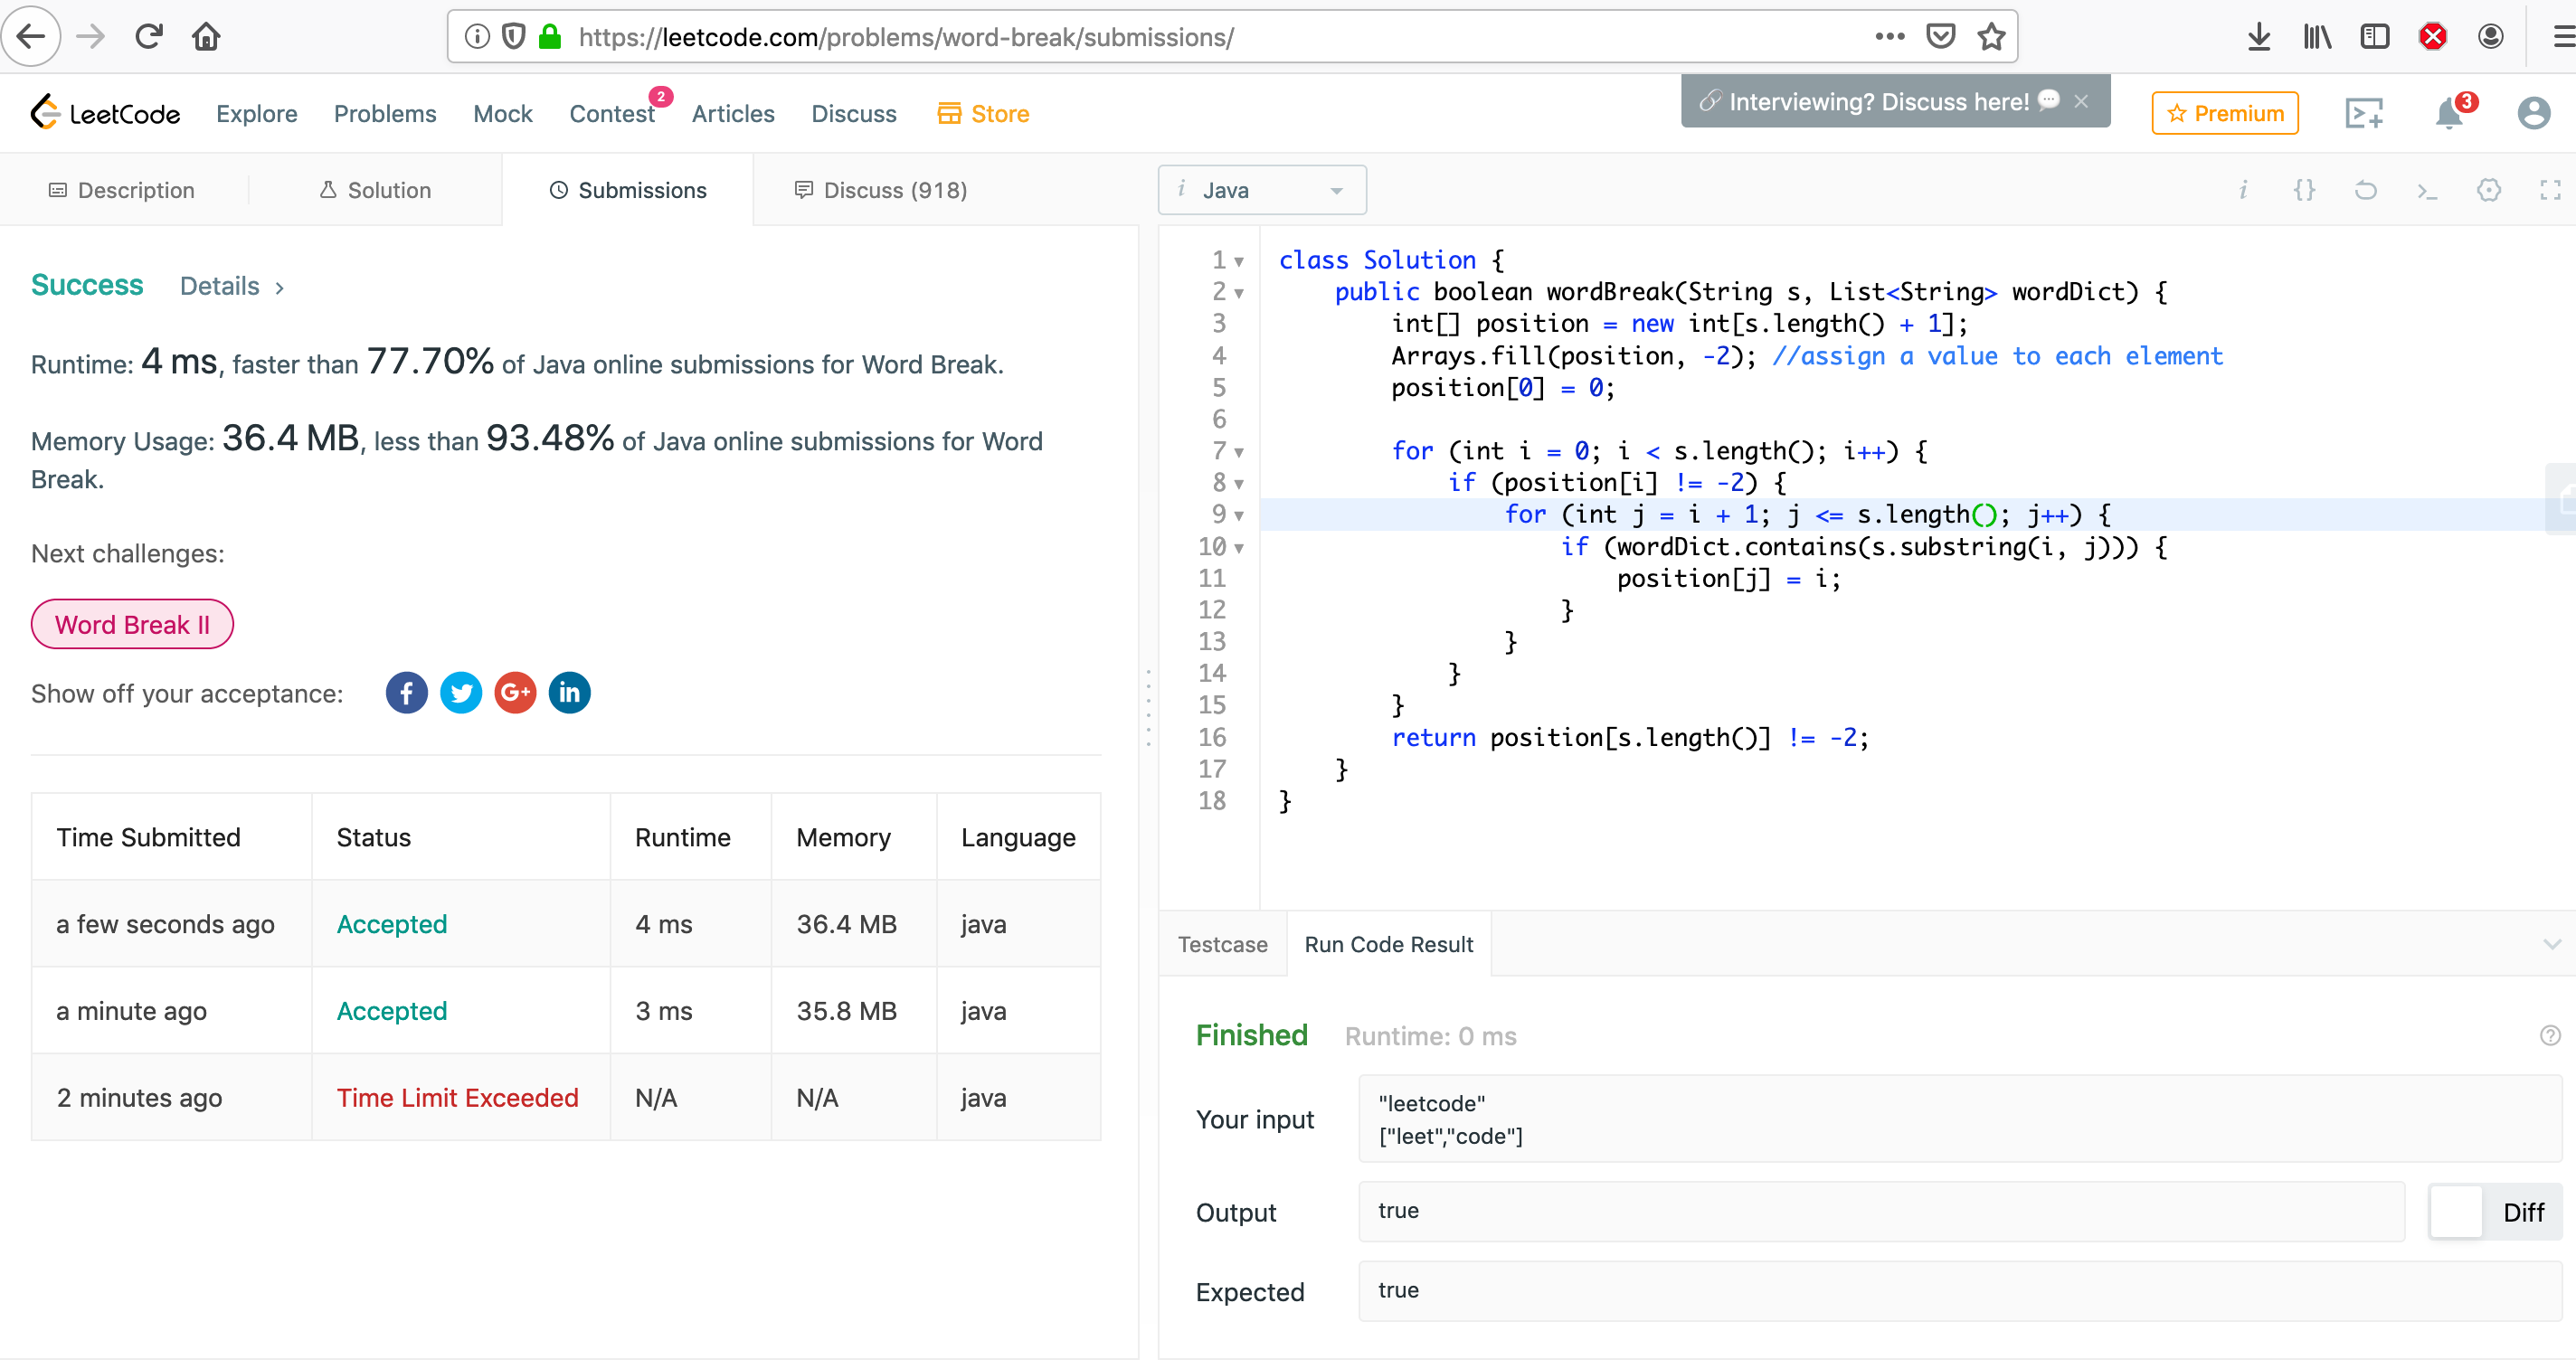 https://leetcode.com/problems/word-break/submissions/
LeetCode
Explore
Problems
Mock
Contest
2
Articles
Discuss
Store
Interviewing? Discuss here!
Premium
3
Description
Solution
Submissions
Discuss (918)
i Java
Success Details
Runtime: 4 ms, faster than 77.70% of Java online submissions for Word Break.
Memory Usage: 36.4 MB, less than 93.48% of Java online submissions for Word
Break.
Next challenges:
Word Break II
Show off your acceptance:
Time Submitted Status Runtime Memory Language
a few seconds ago Accepted 4 ms 36.4 MB java
a minute ago Accepted 3 ms 35.8 MB java
2 minutes ago Time Limit Exceeded N/A N/A java
1 class Solution {
2 public boolean wordBreak(String s, List<String> wordDict) {
3 int[] position = new int[s.length() + 1];
4 Arrays.fill(position, -2); //assign a value to each element
5 position[0] = 0;
6
7 for (int i = 0; i < s.length(); i++) {
8 if (position[i] != -2) {
9 for (int j = i + 1; j <= s.length(); j++) {
10 if (wordDict.contains(s.substring(i, j))) {
11 position[j] = i;
12 }
13 }
14 }
15 }
16 return position[s.length()] != -2;
17 }
18 }
Testcase
Run Code Result
Finished Runtime: 0 ms
Your input
"leetcode"
["leet","code"]
Output
true
Diff
Expected
true